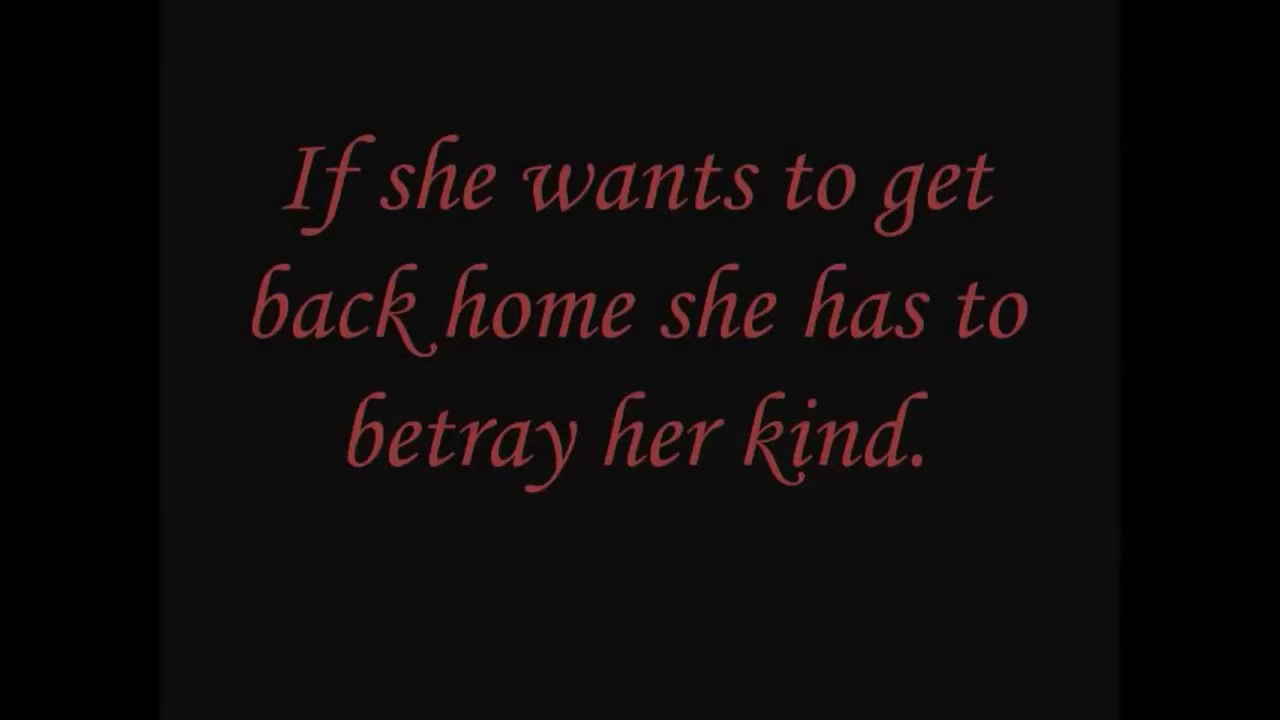 If she wants to get
back home she has to
betray her kind.